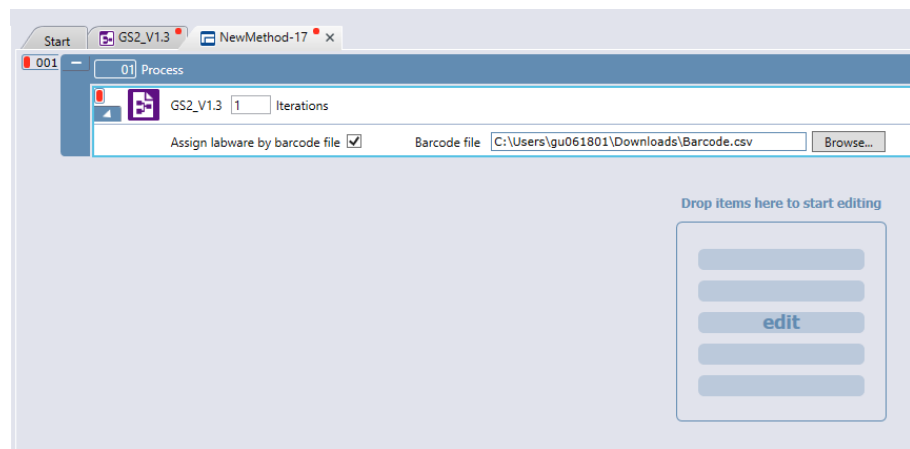 Start
GS2_V1.3
NewMethod-17
001
01 Process
GS2_V1.3 1 Iterations
Assign labware by barcode file Barcode file C:\Users\gu061801\Downloads\Barcode.csv Browse...
Drop items here to start editing
edit